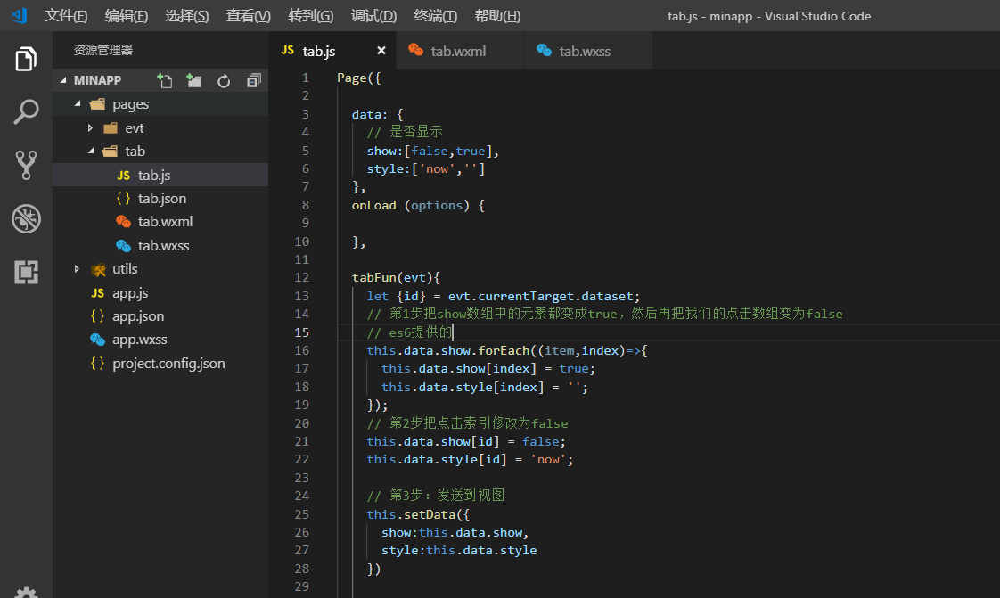 文件(F) 编辑(E) 选择(S) 查看(V) 转到(G) 调试(D) 终端(T) 帮助(H) tab.js - minapp - Visual Studio Code
资源管理器
MINAPP
pages
evt
tab
JS tab.js
{ } tab.json
tab.wxml
tab.wxss
utils
JS app.js
{ } app.json
app.wxss
{ } project.config.json
JS tab.js × tab.wxml tab.wxss
1 Page({
2
3 data: {
4 // 是否显示
5 show:[false,true],
6 style:['now','']
7 },
8 onLoad (options) {
9
10 },
11
12 tabFun(evt){
13 let {id} = evt.currentTarget.dataset;
14 // 第1步把show数组中的元素都变成true，然后再把我们的点击数组变为false
15 // es6提供的
16 this.data.show.forEach((item,index)=>{
17 this.data.show[index] = true;
18 this.data.style[index] = '';
19 });
20 // 第2步把点击索引修改为false
21 this.data.show[id] = false;
22 this.data.style[id] = 'now';
23
24 // 第3步：发送到视图
25 this.setData({
26 show:this.data.show,
27 style:this.data.style
28 })
29